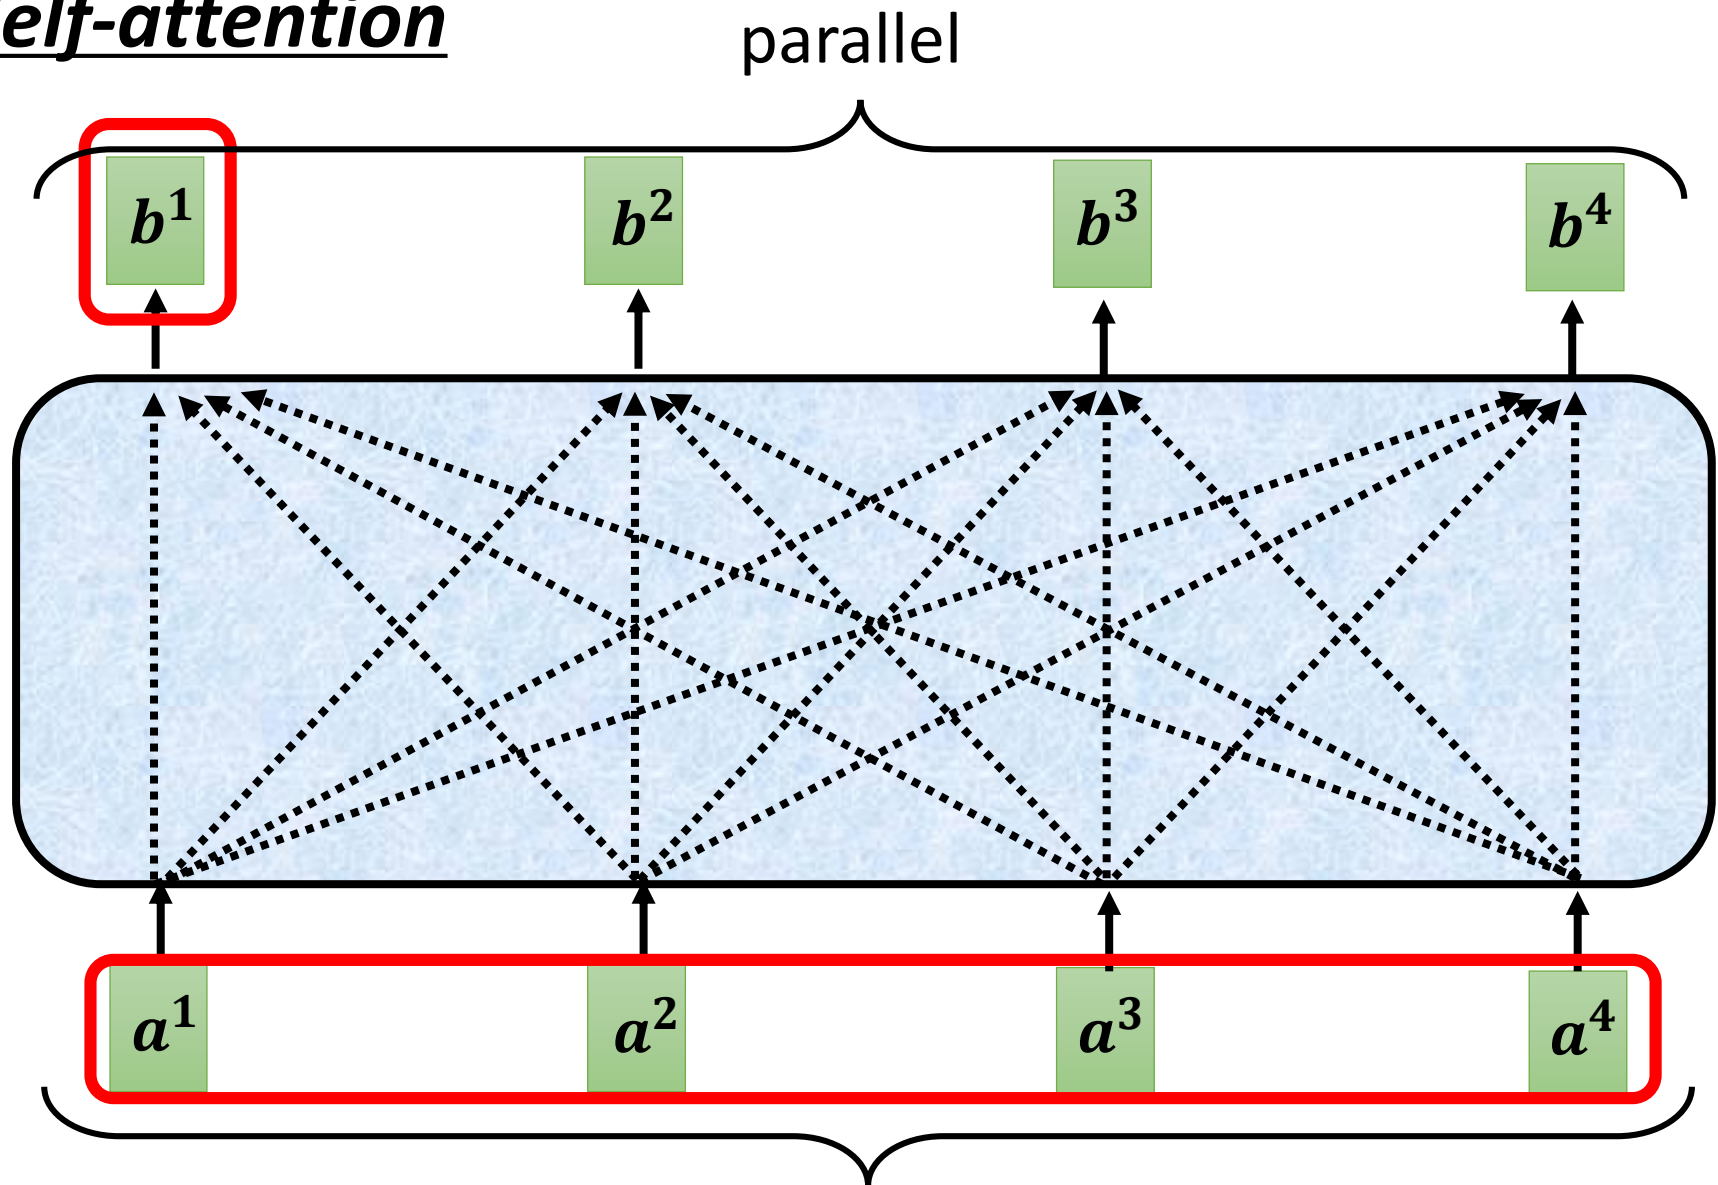 elf-attention
parallel
b¹ b² b³ b⁴
a¹ a² a³ a⁴